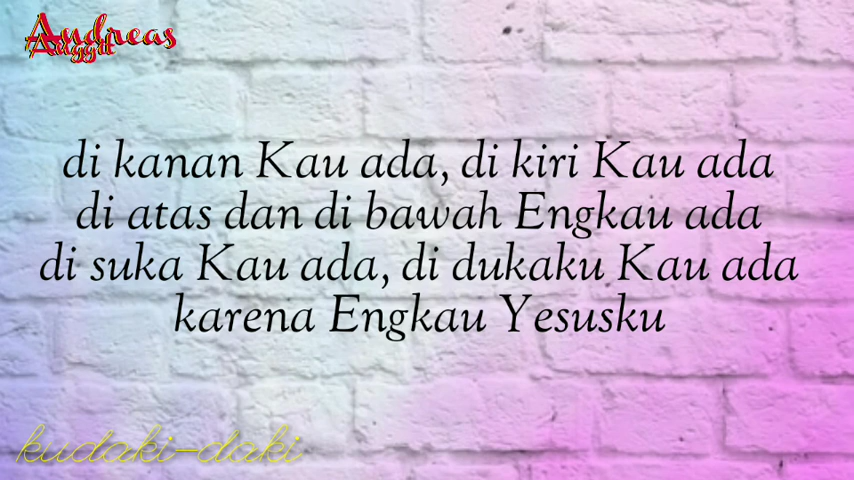 Andreas
Anggit
di kanan Kau ada, di kiri Kau ada
di atas dan di bawah Engkau ada
di suka Kau ada, di dukaku Kau ada
karena Engkau Yesusku
kudaki-daki